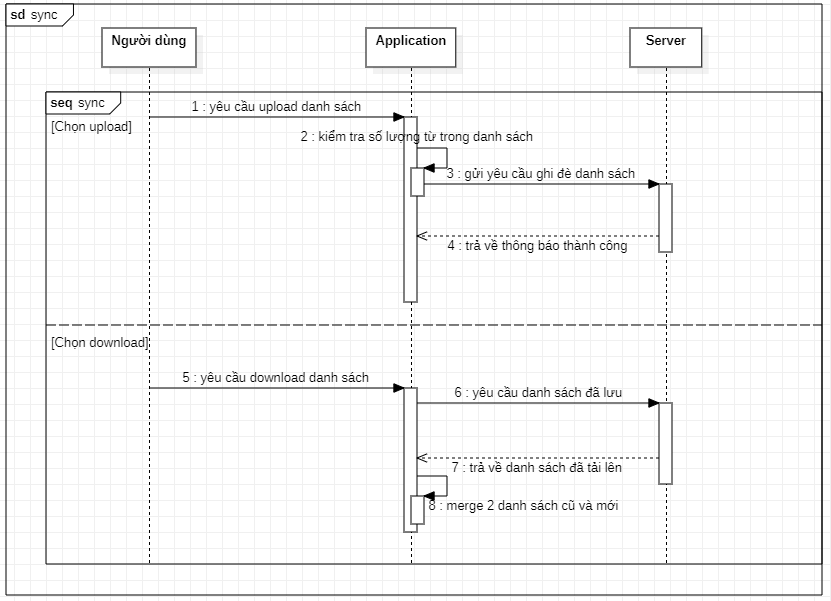 sd sync
Người dùng
Application
Server
seq sync
[Chọn upload]
1 : yêu cầu upload danh sách
2 : kiểm tra số lượng từ trong danh sách
3 : gửi yêu cầu ghi đè danh sách
4 : trả về thông báo thành công
[Chọn download]
5 : yêu cầu download danh sách
6 : yêu cầu danh sách đã lưu
7 : trả về danh sách đã tải lên
8 : merge 2 danh sách cũ và mới